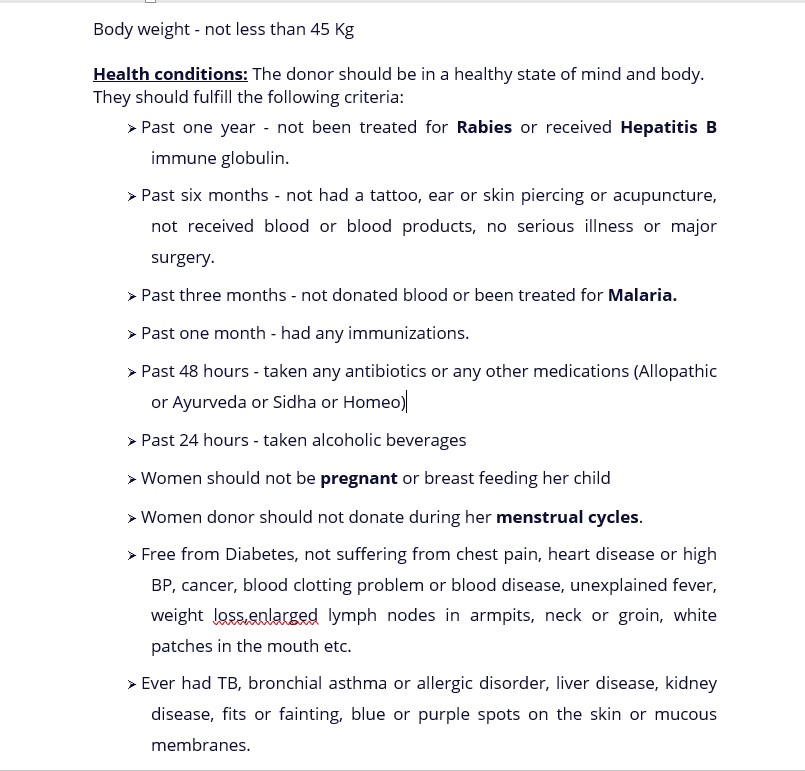 Body weight - not less than 45 Kg
Health conditions: The donor should be in a healthy state of mind and body.
They should fulfill the following criteria:
➢ Past one year - not been treated for Rabies or received Hepatitis B
immune globulin.
➢ Past six months - not had a tattoo, ear or skin piercing or acupuncture,
not received blood or blood products, no serious illness or major
surgery.
➢ Past three months - not donated blood or been treated for Malaria.
➢ Past one month - had any immunizations.
➢ Past 48 hours - taken any antibiotics or any other medications (Allopathic
or Ayurveda or Sidha or Homeo)
➢ Past 24 hours - taken alcoholic beverages
➢ Women should not be pregnant or breast feeding her child
➢ Women donor should not donate during her menstrual cycles.
➢ Free from Diabetes, not suffering from chest pain, heart disease or high
BP, cancer, blood clotting problem or blood disease, unexplained fever,
weight loss,enlarged lymph nodes in armpits, neck or groin, white
patches in the mouth etc.
➢ Ever had TB, bronchial asthma or allergic disorder, liver disease, kidney
disease, fits or fainting, blue or purple spots on the skin or mucous
membranes.